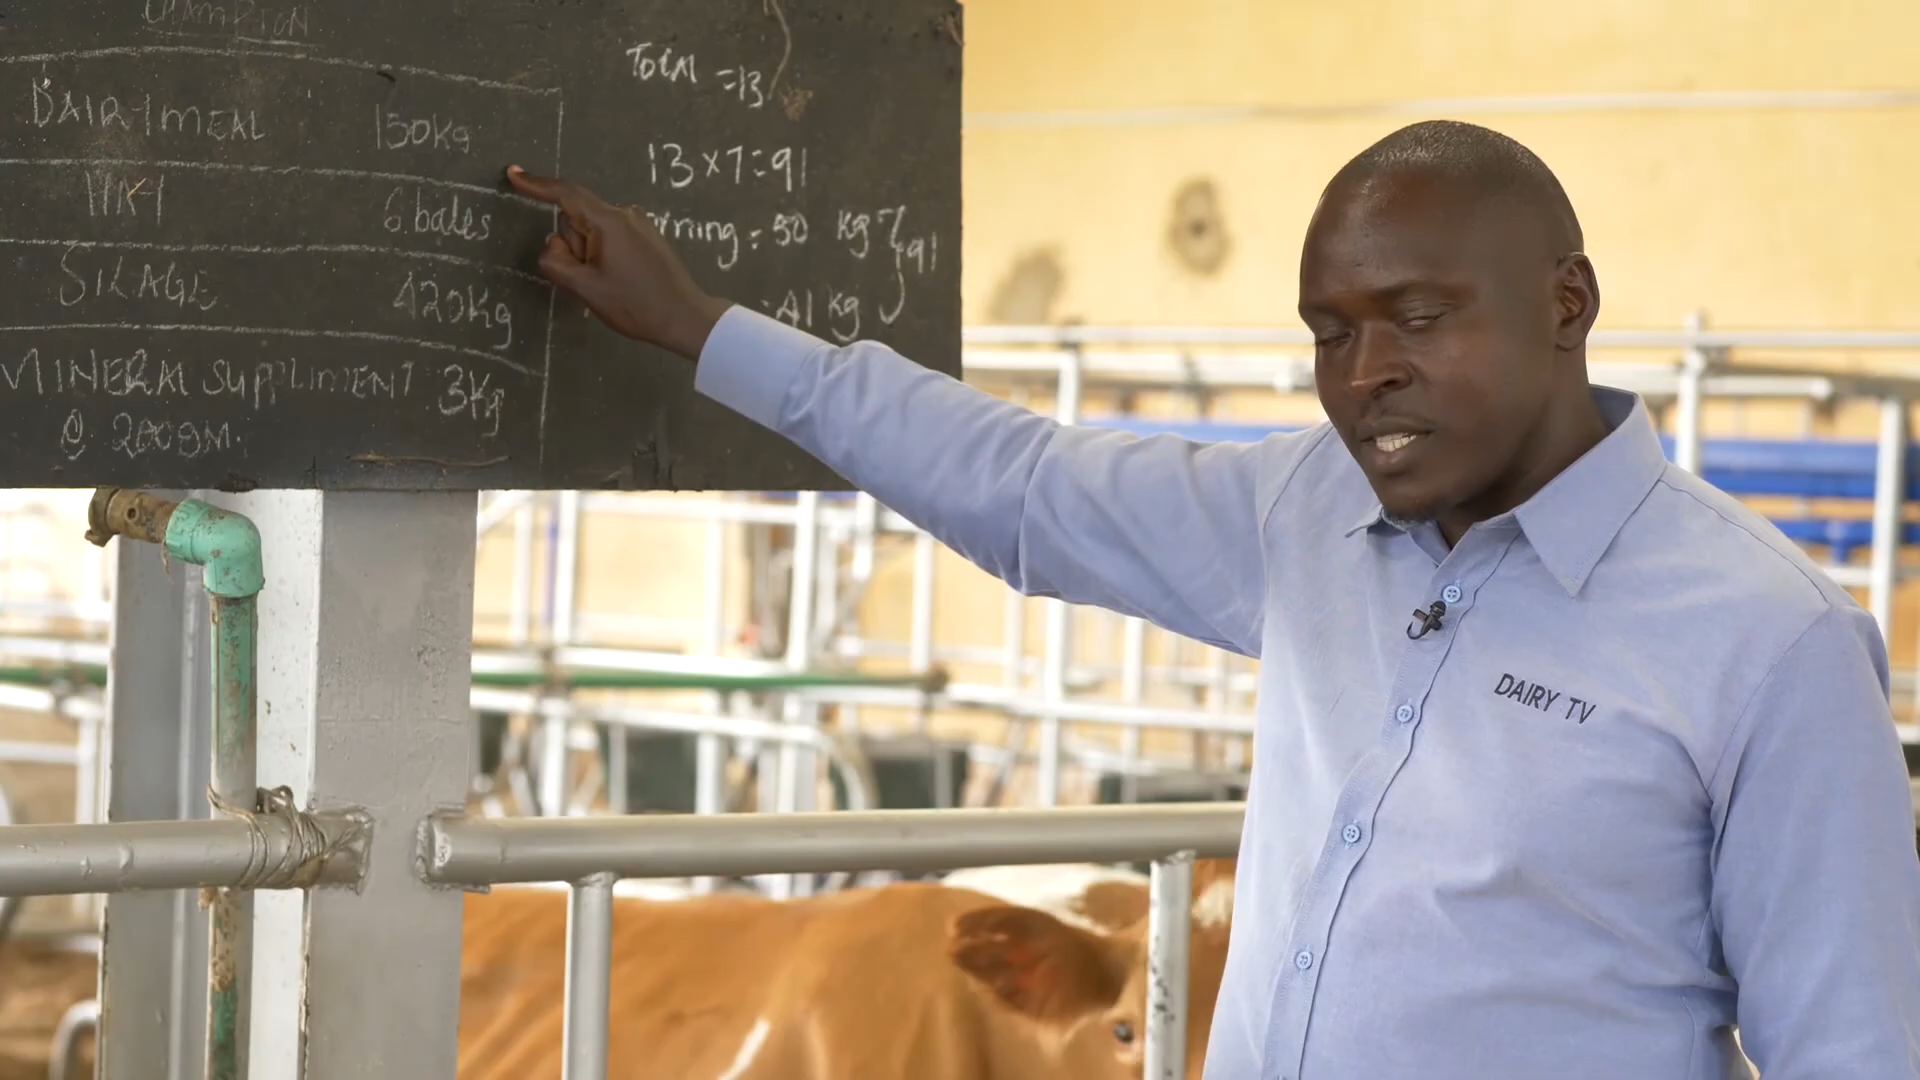 CHAMPION
DAIRYMEAL 150kg
HAY 6.bales
SILAGE 420kg
MINERAL SUPPLIMENT 3kg
@ 200gm.
Total =13
13×7=91
rning = 50 kg } 91
: 41 kg
DAIRY TV